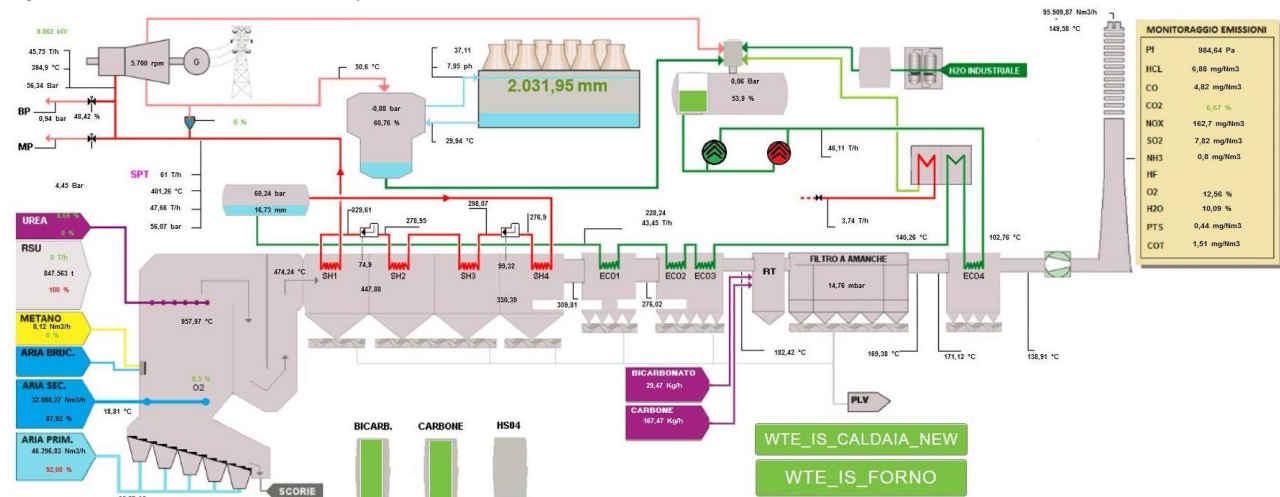 95.909,87 Nm3/h
149,58 °C
9.862 kW
45,75 T/h
394,9 °C
56,34 Bar
5.700 rpm
G
BP
0,94 bar
48,42 %
MP
0 %
50,6 °C
37,11
7,95 ph
-0,88 bar
60,76 %
2.031,95 mm
29,94 °C
0,06 Bar
53,9 %
H2O INDUSTRIALE
46,11 T/h
3,74 T/h
MONITORAGGIO EMISSIONI
Pf 984,64 Pa
HCL 6,88 mg/Nm3
CO 4,82 mg/Nm3
CO2 6,67 %
NOX 162,7 mg/Nm3
SO2 7,82 mg/Nm3
NH3 0,8 mg/Nm3
HF
O2 12,56 %
H2O 10,09 %
PTS 0,44 mg/Nm3
COT 1,51 mg/Nm3
4,45 Bar
SPT 61 T/h
401,26 °C
47,66 T/h
56,07 bar
60,24 bar
16,73 mm
329,61
278,95
298,07
276,9
228,24
43,45 T/h
140,26 °C
102,76 °C
UREA
0 %
RSU
0 T/h
847.563 t
100 %
METANO
0,12 Nm3/h
0 %
ARIA BRUC.
ARIA SEC.
32.088,27 Nm3/h
87,92 %
18,81 °C
ARIA PRIM.
46.296,83 Nm3/h
92,08 %
957,97 °C
8,5 %
O2
474,24 °C
SH1
74,9
447,88
SH2
SH3
99,32
330,39
SH4
309,81
ECO1
276,02
ECO2
ECO3
RT
182,42 °C
FILTRO A AMANCHE
14,76 mbar
169,38 °C
171,12 °C
ECO4
138,91 °C
BICARBONATO
29,47 Kg/h
CARBONE
167,47 Kg/h
PLV
SCORIE
BICARB.
CARBONE
HS04
WTE_IS_CALDAIA_NEW
WTE_IS_FORNO